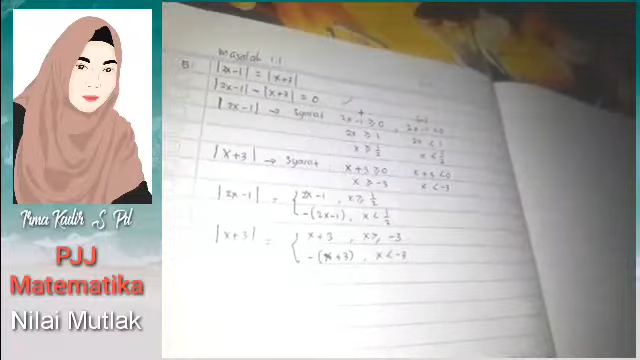 masalah 1.1
|2x-1| = |x+3|
|2x-1| - |x+3| = 0
|2x-1| → Syarat 2x-1 ≥ 0, 2x-1 < 0
2x ≥ 1 2x < 1
x ≥ 1/2 x < 1/2
|x+3| → Syarat x+3 ≥ 0 x+3 < 0
x ≥ -3 x < -3
|2x-1| = { 2x-1, x ≥ 1/2
-(2x-1), x < 1/2
|x+3| = { x+3, x ≥ -3
-(x+3), x < -3
Irma Kadir S Pd
PJJ
Matematika
Nilai Mutlak